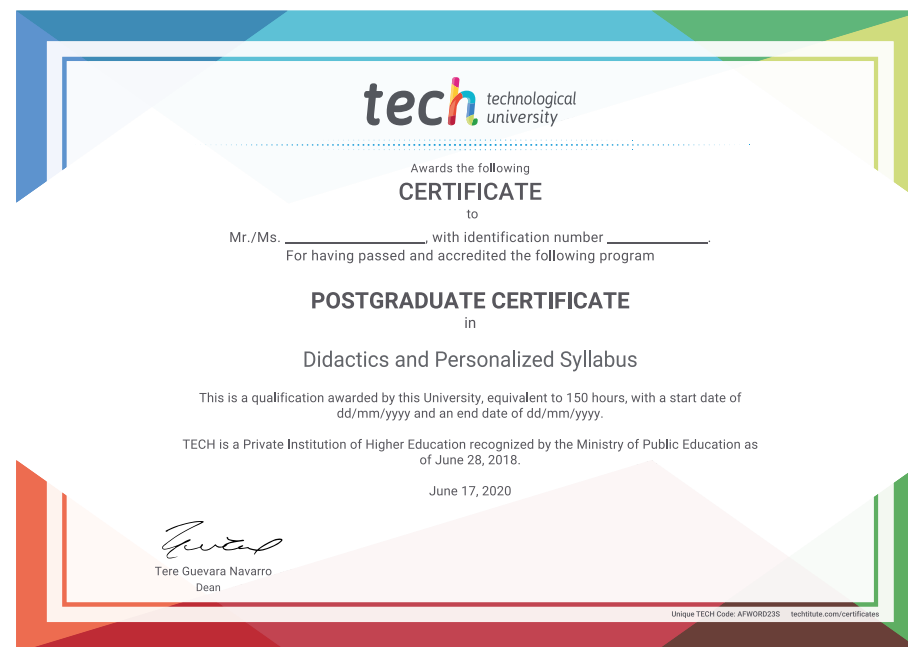 tech technological
university
Awards the following
CERTIFICATE
to
Mr./Ms. ____________________, with identification number ______________.
For having passed and accredited the following program
POSTGRADUATE CERTIFICATE
in
Didactics and Personalized Syllabus
This is a qualification awarded by this University, equivalent to 150 hours, with a start date of
dd/mm/yyyy and an end date of dd/mm/yyyy.
TECH is a Private Institution of Higher Education recognized by the Ministry of Public Education as
of June 28, 2018.
June 17, 2020
Tere Guevara Navarro
Dean
Unique TECH Code: AFWORD23S techtitute.com/certificates